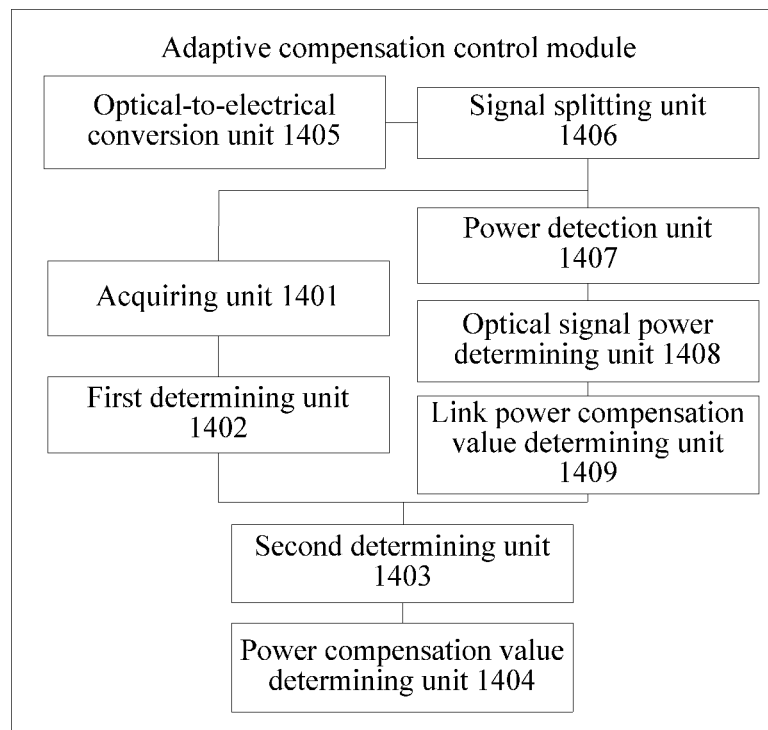 Adaptive compensation control module
Optical-to-electrical
conversion unit 1405
Signal splitting unit
1406
Power detection unit
1407
Acquiring unit 1401
Optical signal power
determining unit 1408
First determining unit
1402
Link power compensation
value determining unit
1409
Second determining unit
1403
Power compensation value
determining unit 1404